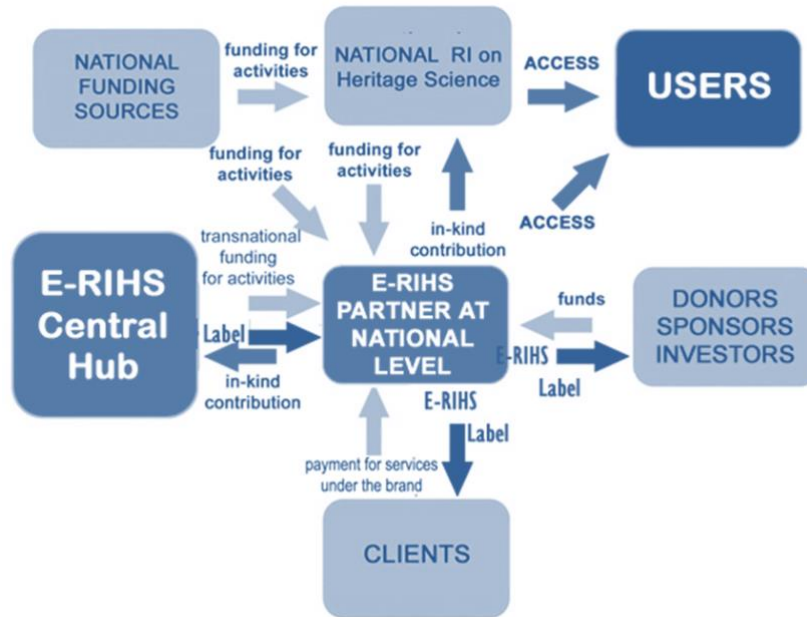 NATIONAL
FUNDING
SOURCES
funding for
activities
NATIONAL RI on
Heritage Science
ACCESS
USERS
funding for
activities
funding for
activities
in-kind
contribution
ACCESS
E-RIHS
Central
Hub
transnational
funding
for activities
Label
in-kind
contribution
E-RIHS
PARTNER AT
NATIONAL
LEVEL
funds
E-RIHS
Label
DONORS
SPONSORS
INVESTORS
E-RIHS
Label
payment for services
under the brand
CLIENTS